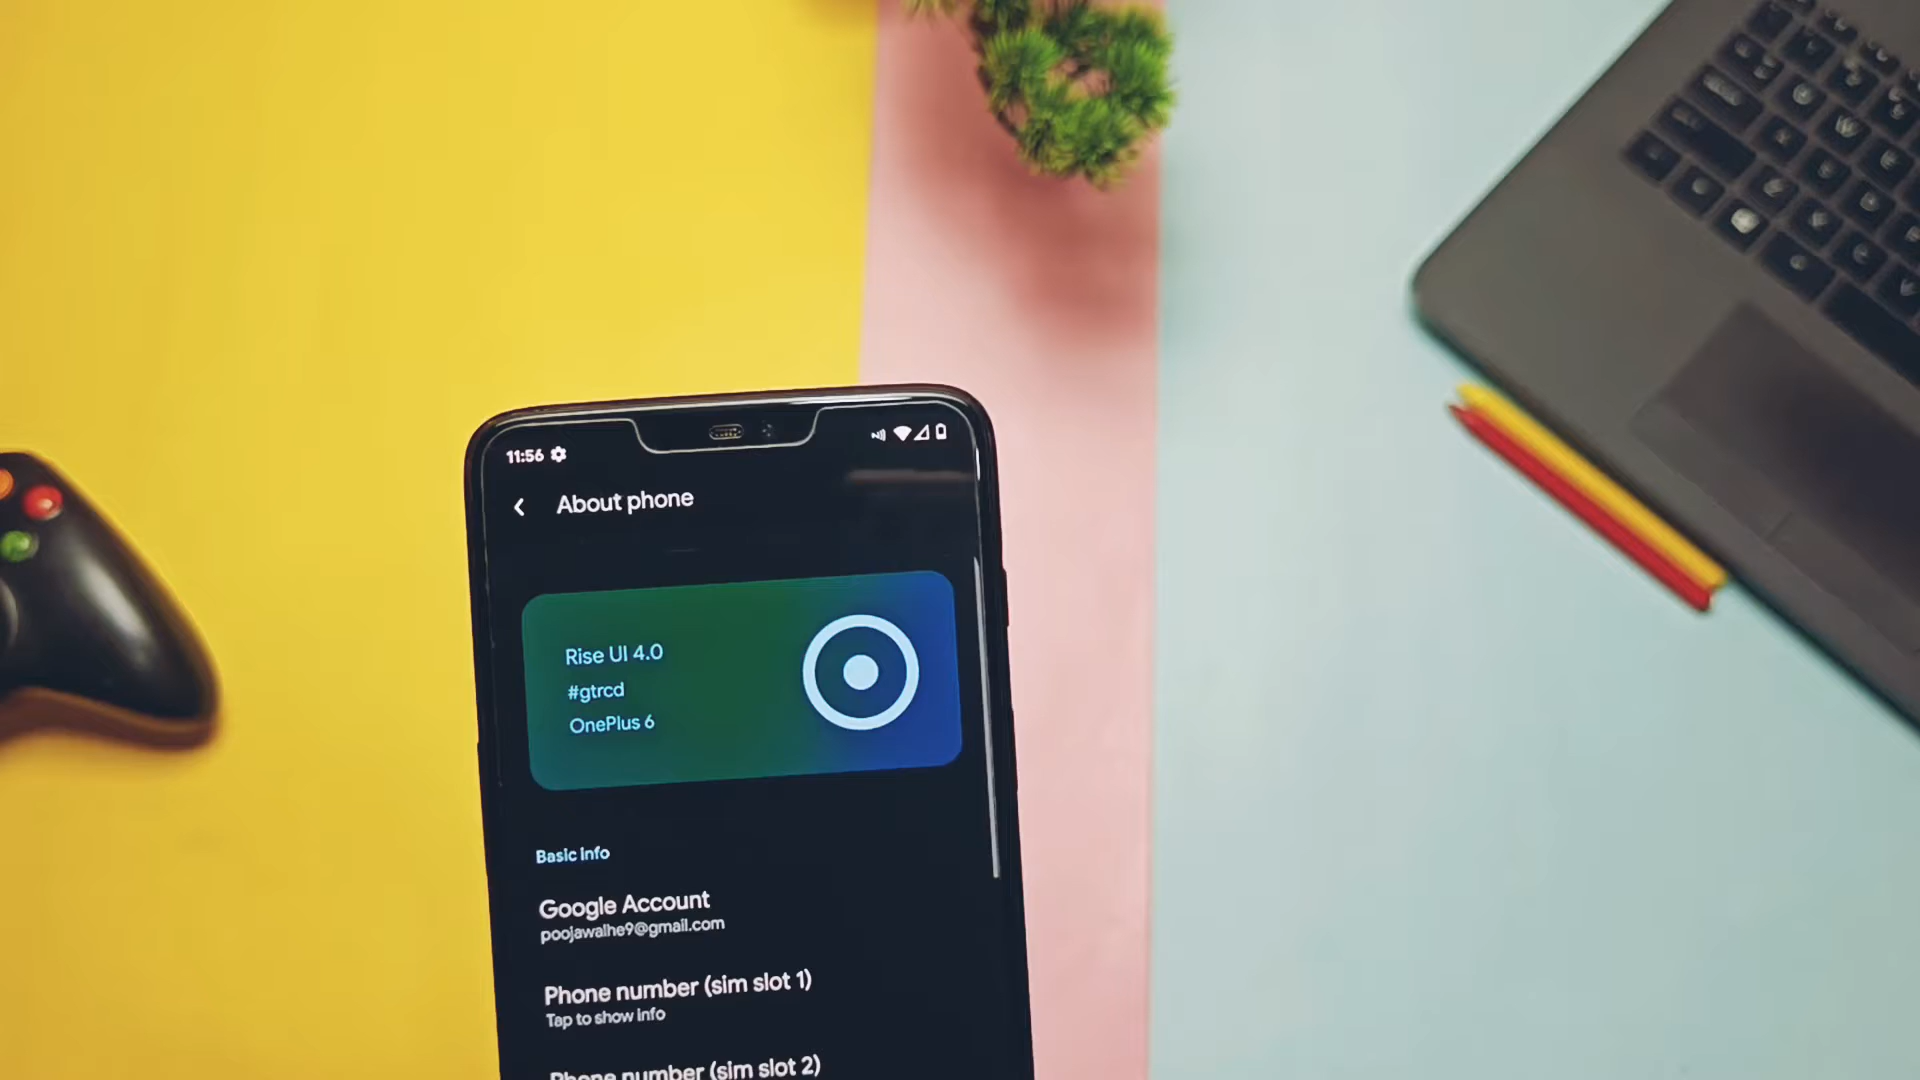 11:56
About phone
Rise UI 4.0
#gtrcd
OnePlus 6
Basic info
Google Account
poojawalhe9@gmail.com
Phone number (sim slot 1)
Tap to show info
Phone number (sim slot 2)